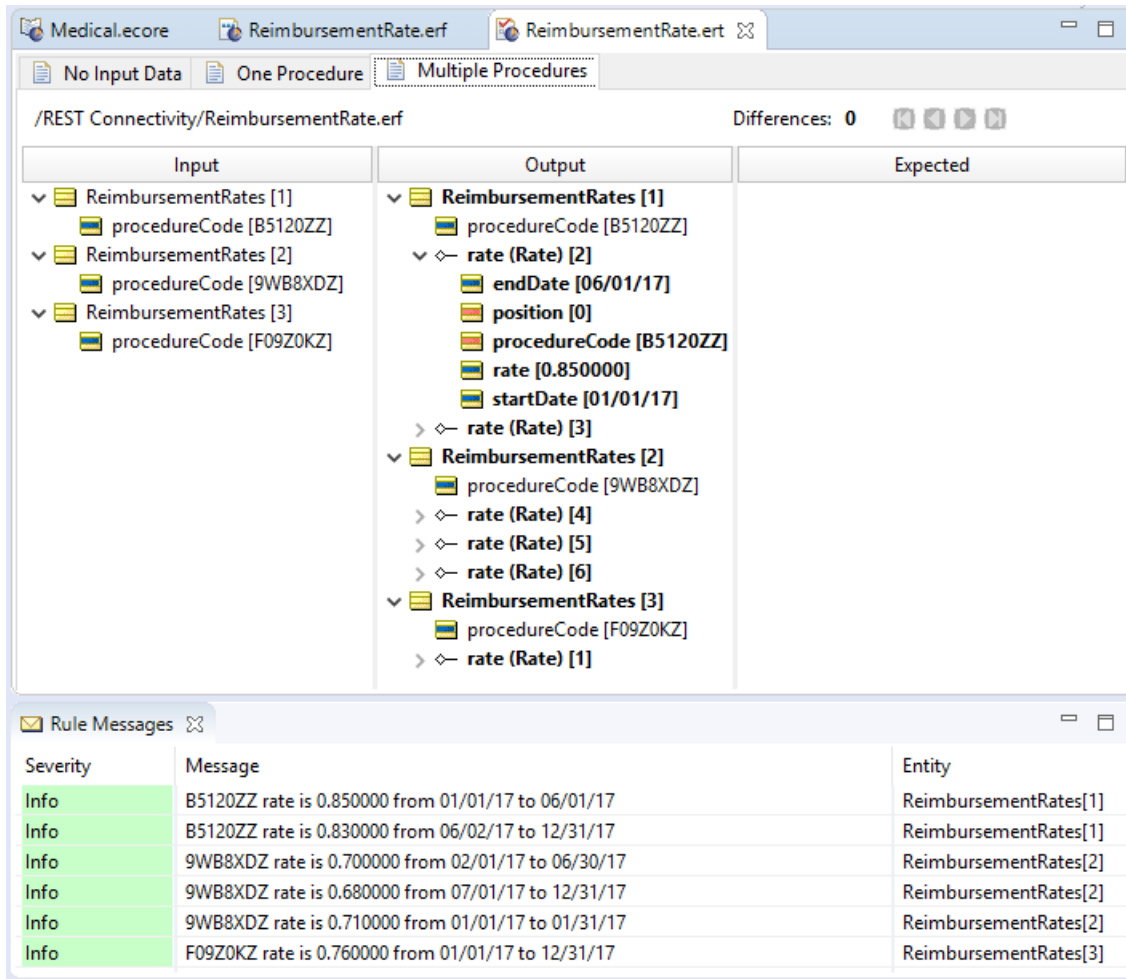 Medical.ecore ReimbursementRate.erf ReimbursementRate.ert
No Input Data One Procedure Multiple Procedures
/REST Connectivity/ReimbursementRate.erf Differences: 0
Input Output Expected
ReimbursementRates [1] ReimbursementRates [1]
procedureCode [B5120ZZ] procedureCode [B5120ZZ]
ReimbursementRates [2] rate (Rate) [2]
procedureCode [9WB8XDZ] endDate [06/01/17]
ReimbursementRates [3] position [0]
procedureCode [F09Z0KZ] procedureCode [B5120ZZ]
rate [0.850000]
startDate [01/01/17]
rate (Rate) [3]
ReimbursementRates [2]
procedureCode [9WB8XDZ]
rate (Rate) [4]
rate (Rate) [5]
rate (Rate) [6]
ReimbursementRates [3]
procedureCode [F09Z0KZ]
rate (Rate) [1]
Rule Messages
Severity Message Entity
Info B5120ZZ rate is 0.850000 from 01/01/17 to 06/01/17 ReimbursementRates[1]
Info B5120ZZ rate is 0.830000 from 06/02/17 to 12/31/17 ReimbursementRates[1]
Info 9WB8XDZ rate is 0.700000 from 02/01/17 to 06/30/17 ReimbursementRates[2]
Info 9WB8XDZ rate is 0.680000 from 07/01/17 to 12/31/17 ReimbursementRates[2]
Info 9WB8XDZ rate is 0.710000 from 01/01/17 to 01/31/17 ReimbursementRates[2]
Info F09Z0KZ rate is 0.760000 from 01/01/17 to 12/31/17 ReimbursementRates[3]